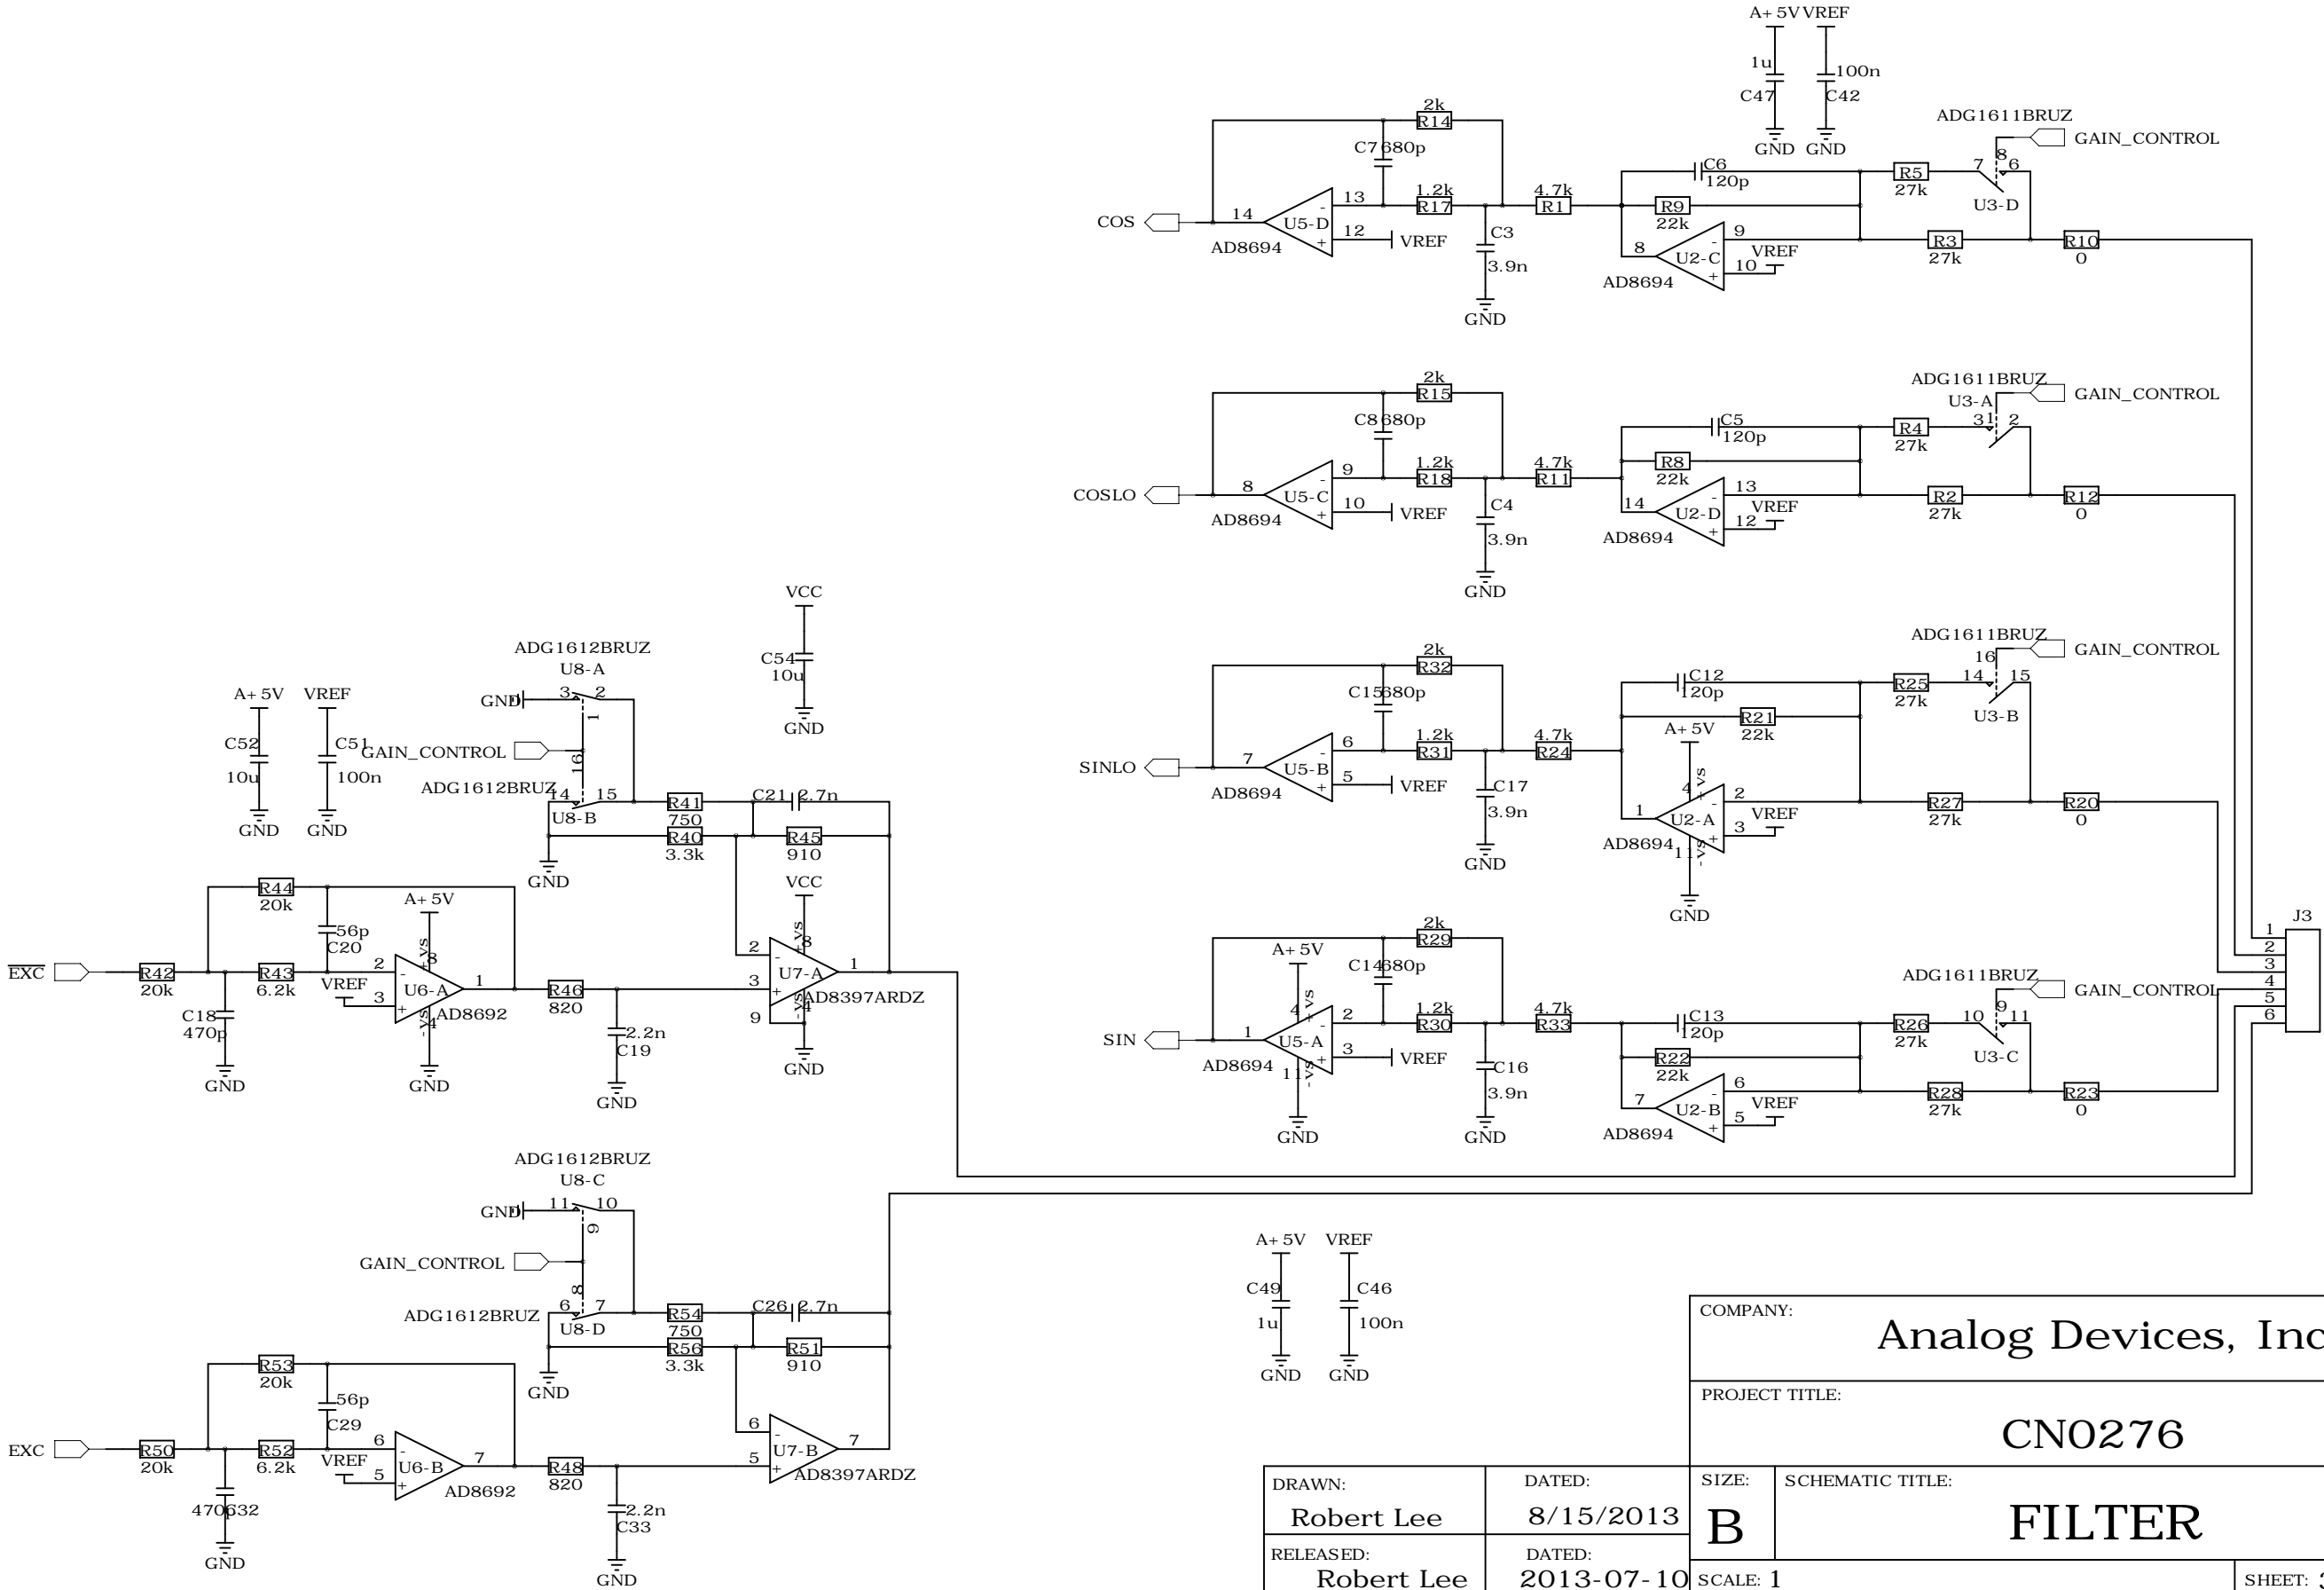 A+5V VREF
1u
100n
C47
C42
GND GND
2k
R14
C7 680p
COS
14
U5-D
-
+
13
12
AD8694
VREF
1.2k
R17
C3
3.9n
GND
4.7k
R1
C6
120p
R9
22k
8
U2-C
-
+
9
10
VREF
AD8694
R5
27k
ADG1611BRUZ
GAIN_CONTROL
7
8
6
U3-D
R3
27k
R10
0
2k
R15
C8 680p
COSLO
8
U5-C
-
+
9
10
AD8694
VREF
1.2k
R18
C4
3.9n
GND
4.7k
R11
C5
120p
R8
22k
14
U2-D
-
+
13
12
VREF
AD8694
R4
27k
ADG1611BRUZ
U3-A
GAIN_CONTROL
3
1
2
R2
27k
R12
0
2k
R32
C15 680p
SINLO
7
U5-B
-
+
6
5
AD8694
VREF
1.2k
R31
C17
3.9n
GND
4.7k
R24
C12
120p
R21
22k
A+5V
4
+vs
1
U2-A
-
+
2
3
VREF
AD8694
11
-vs
GND
R25
27k
ADG1611BRUZ
GAIN_CONTROL
16
14
15
U3-B
R27
27k
R20
0
2k
R29
C14 680p
A+5V
4
+vs
SIN
1
U5-A
-
+
2
3
AD8694
11
-vs
GND
VREF
1.2k
R30
C16
3.9n
GND
4.7k
R33
C13
120p
R22
22k
7
U2-B
-
+
6
5
VREF
AD8694
R26
27k
ADG1611BRUZ
GAIN_CONTROL
10
9
11
U3-C
R28
27k
R23
0
J3
1
2
3
4
5
6
VCC
C54
10u
GND
A+5V VREF
C52
10u
C51
100n
GND GND
ADG1612BRUZ
U8-A
GND
3
2
1
GAIN_CONTROL
16
ADG1612BRUZ
14
15
U8-B
GND
R41
750
R40
3.3k
C21 2.7n
R45
910
EXC
R42
20k
R44
20k
R43
6.2k
C18
470p
GND
56p
C20
VREF
A+5V
+vs
8
2
3
-
+
U6-A
1
-vs
4
AD8692
GND
R46
820
2.2n
C19
GND
VCC
+vs
8
2
3
-
+
U7-A
1
AD8397ARDZ
-vs
4
9
GND
ADG1612BRUZ
U8-C
GND
11
10
9
GAIN_CONTROL
8
ADG1612BRUZ
6
7
U8-D
GND
R54
750
R56
3.3k
C26 2.7n
R51
910
EXC
R50
20k
R53
20k
R52
6.2k
GND
56p
C29
VREF
6
5
-
+
U6-B
7
AD8692
R48
820
2.2n
C33
GND
6
5
-
+
U7-B
7
AD8397ARDZ
A+5V VREF
C49
1u
C46
100n
GND GND
COMPANY:
Analog Devices, Inc
PROJECT TITLE:
CN0276
DRAWN:
Robert Lee
DATED:
8/15/2013
SIZE:
B
SCHEMATIC TITLE:
FILTER
RELEASED:
Robert Lee
DATED:
2013-07-10
SCALE: 1
SHEET: